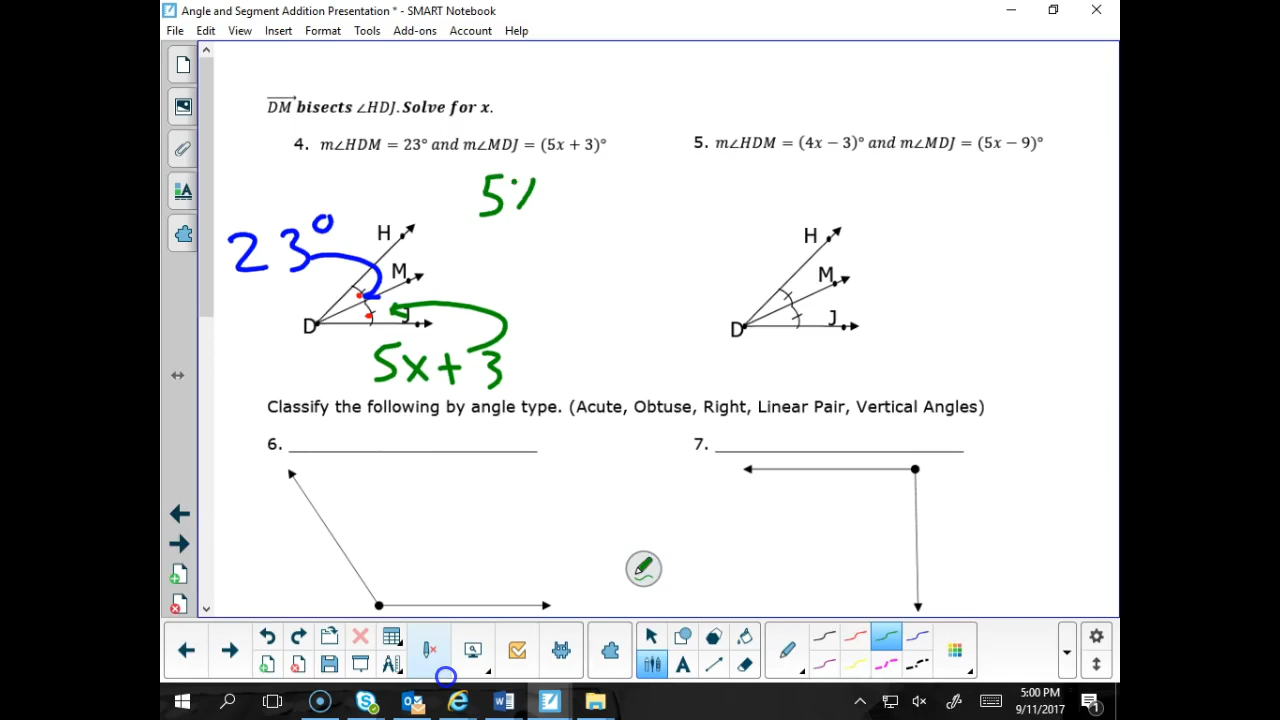 Angle and Segment Addition Presentation * - SMART Notebook
File Edit View Insert Format Tools Add-ons Account Help
DM bisects ∠HDJ. Solve for x.
4. m∠HDM = 23° and m∠MDJ = (5x + 3)°
5. m∠HDM = (4x − 3)° and m∠MDJ = (5x − 9)°
5x
23°
H
M
D
J
5x+3
H
M
D
J
Classify the following by angle type. (Acute, Obtuse, Right, Linear Pair, Vertical Angles)
6.
7.
5:00 PM
9/11/2017
1